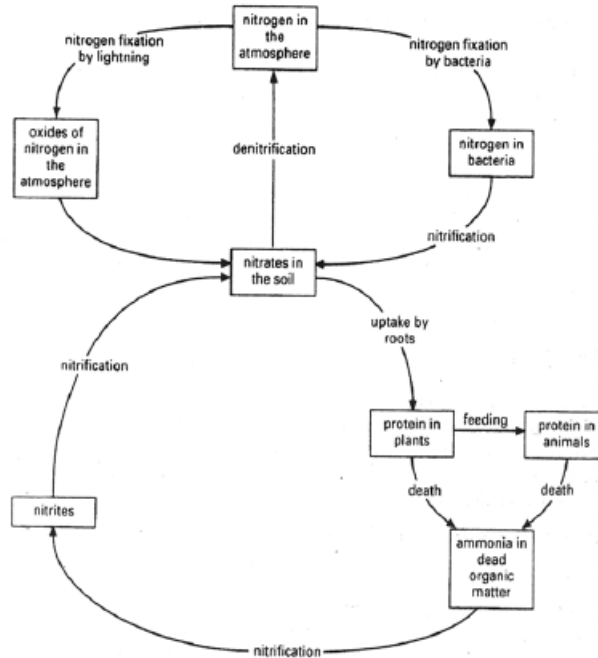 nitrogen in
the
atmosphere
nitrogen fixation
by lightning
nitrogen fixation
by bacteria
oxides of
nitrogen in
the
atmosphere
denitrification
nitrogen in
bacteria
nitrification
nitrates in
the soil
uptake by
roots
nitrification
protein in
plants
feeding
protein in
animals
death
death
nitrites
ammonia in
dead
organic
matter
nitrification